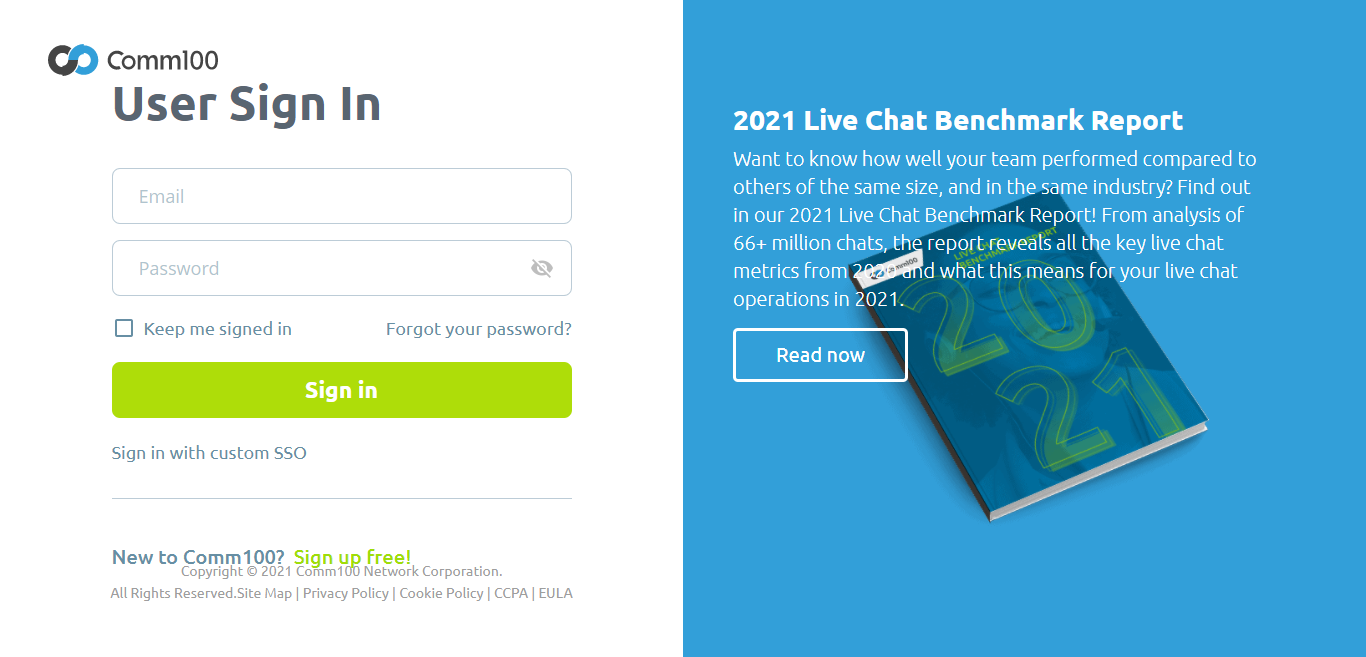 Comm100
User Sign In
Email
Password
Keep me signed in
Forgot your password?
Sign in
Sign in with custom SSO
New to Comm100? Sign up free!
Copyright © 2021 Comm100 Network Corporation.
All Rights Reserved.Site Map | Privacy Policy | Cookie Policy | CCPA | EULA
2021 Live Chat Benchmark Report
Want to know how well your team performed compared to
others of the same size, and in the same industry? Find out
in our 2021 Live Chat Benchmark Report! From analysis of
66+ million chats, the report reveals all the key live chat
metrics from 2020 and what this means for your live chat
operations in 2021.
Read now
Comm100
LIVE CHAT
BENCHMARK REPORT
20
21